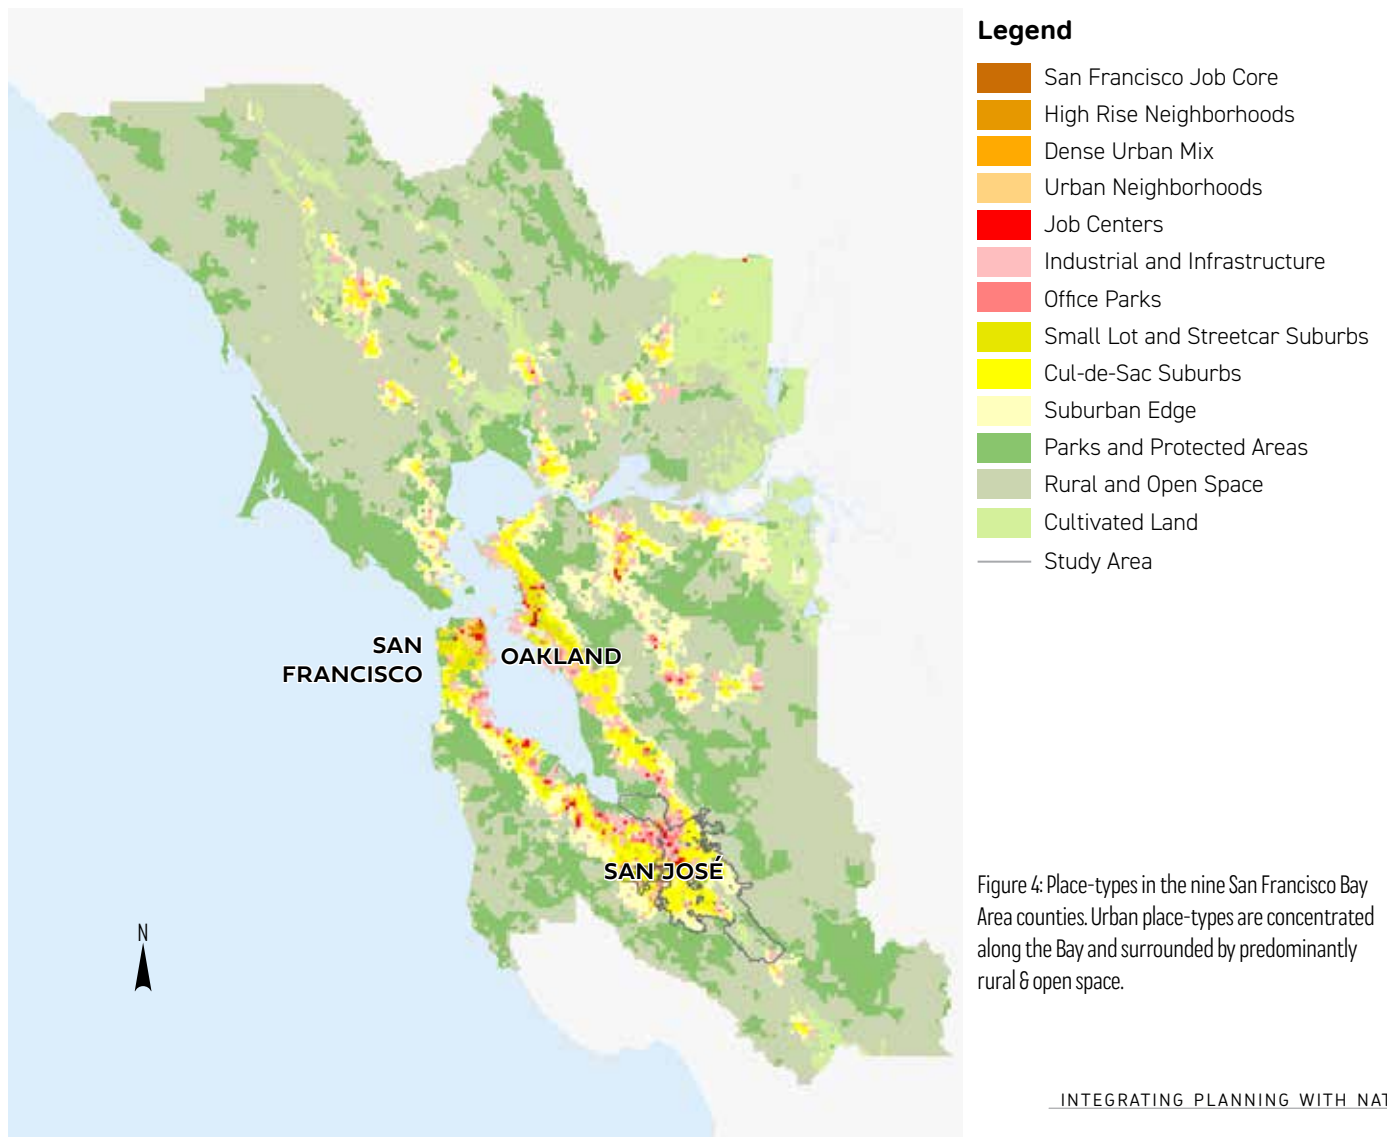 Legend
San Francisco Job Core
High Rise Neighborhoods
Dense Urban Mix
Urban Neighborhoods
Job Centers
Industrial and Infrastructure
Office Parks
Small Lot and Streetcar Suburbs
Cul-de-Sac Suburbs
Suburban Edge
Parks and Protected Areas
Rural and Open Space
Cultivated Land
Study Area
SAN
FRANCISCO
OAKLAND
SAN JOSÉ
N
Figure 4: Place-types in the nine San Francisco Bay
Area counties. Urban place-types are concentrated
along the Bay and surrounded by predominantly
rural & open space.
INTEGRATING PLANNING WITH NAT